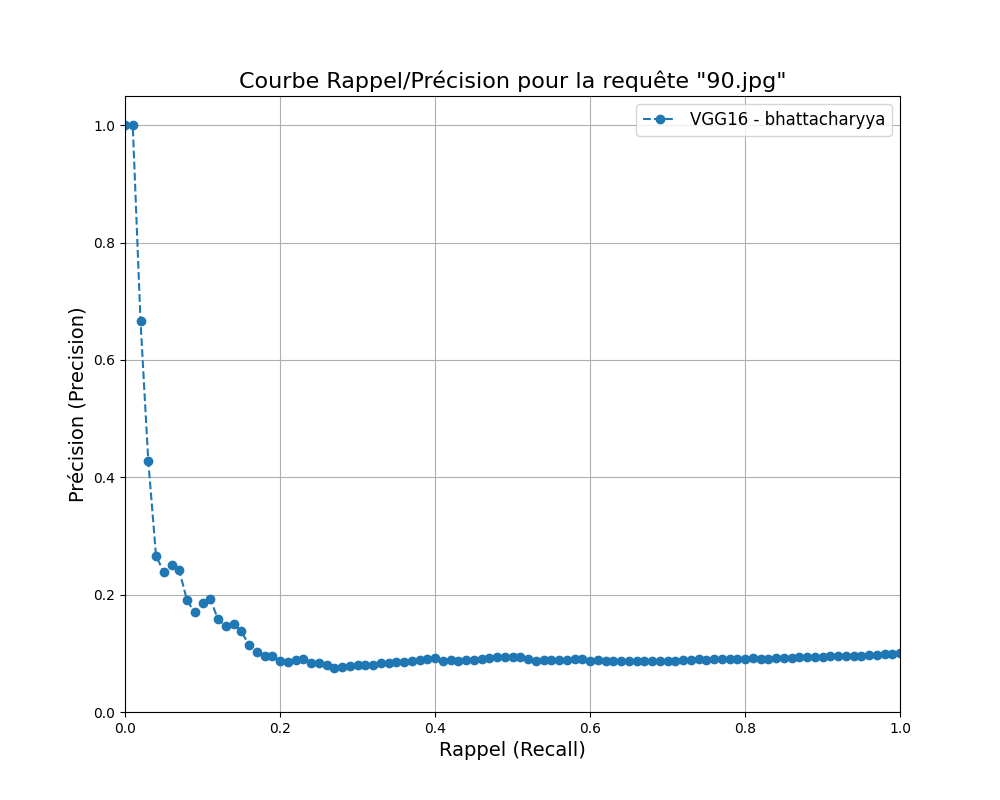 Courbe Rappel/Précision pour la requête "90.jpg"
VGG16 - bhattacharyya
Précision (Precision)
1.0
0.8
0.6
0.4
0.2
0.0
0.0 0.2 0.4 0.6 0.8 1.0
Rappel (Recall)